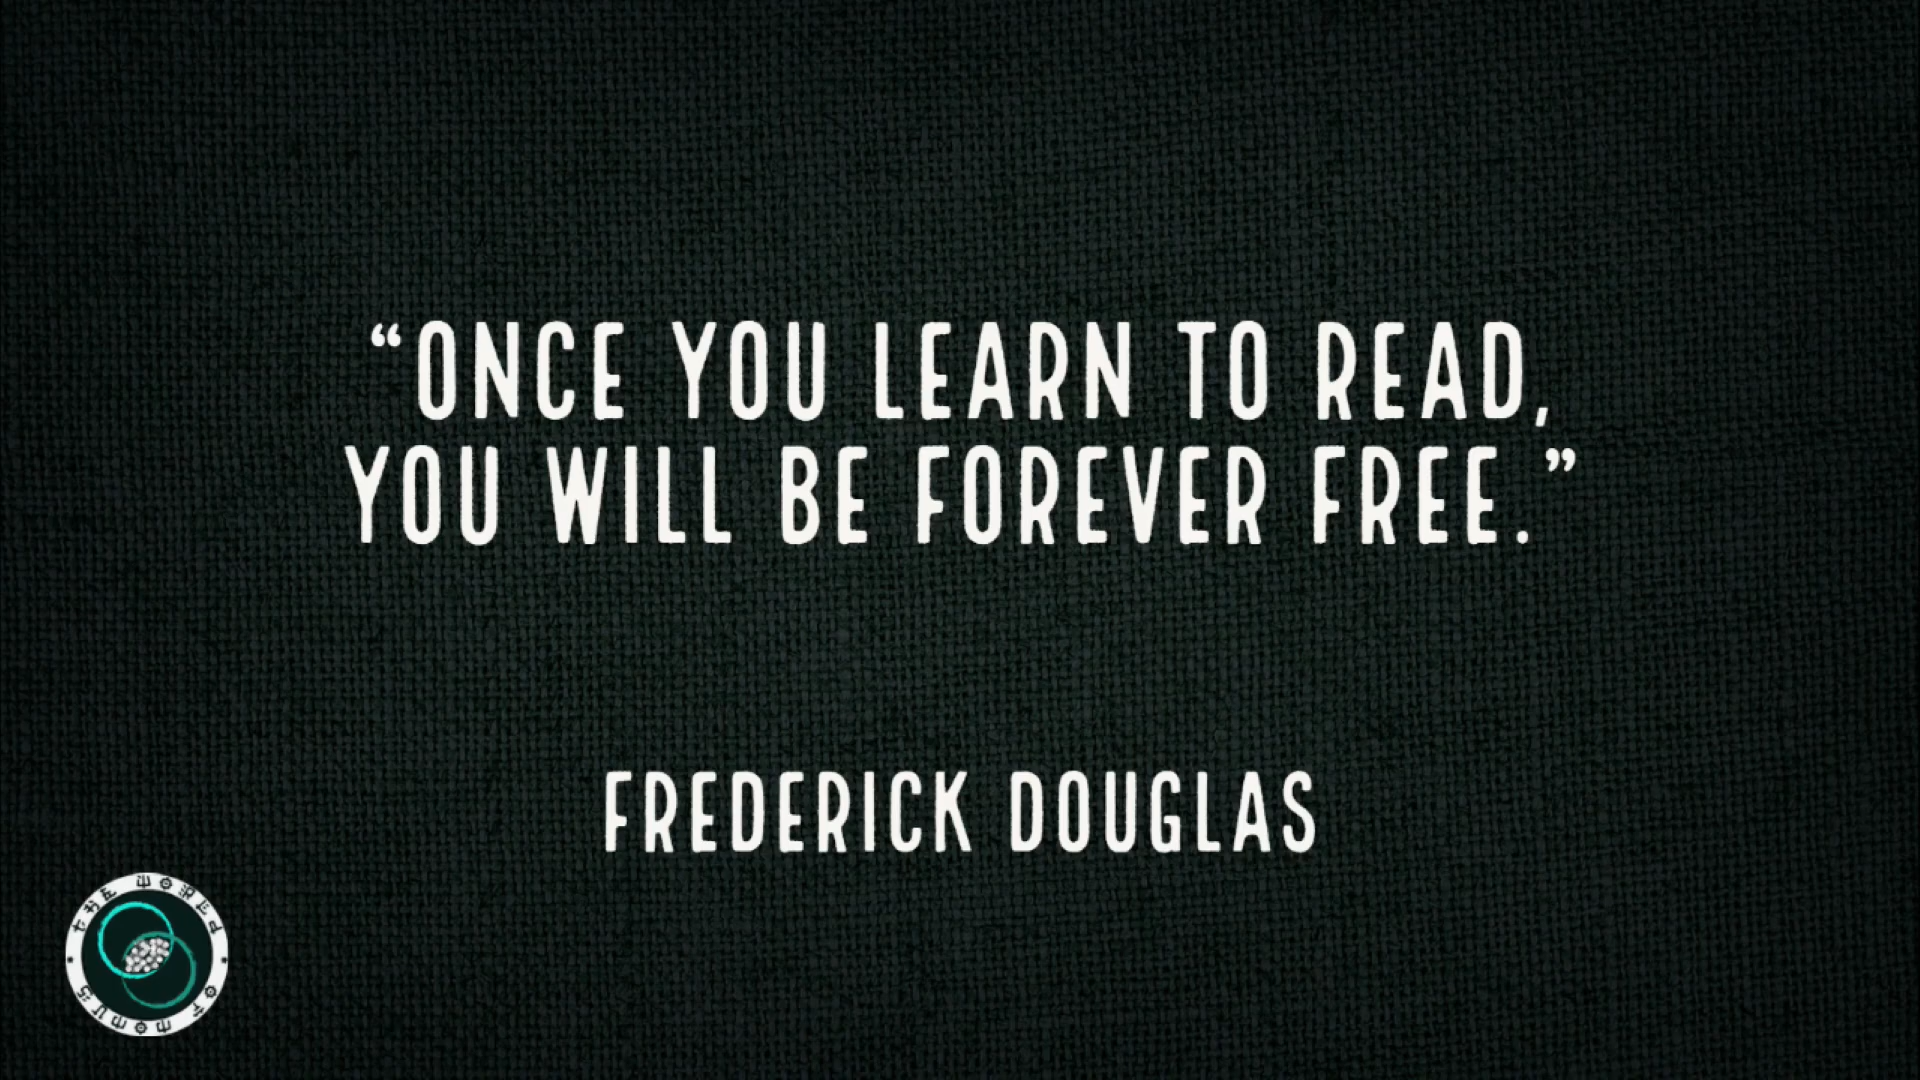 “ONCE YOU LEARN TO READ,
YOU WILL BE FOREVER FREE.”
FREDERICK DOUGLAS